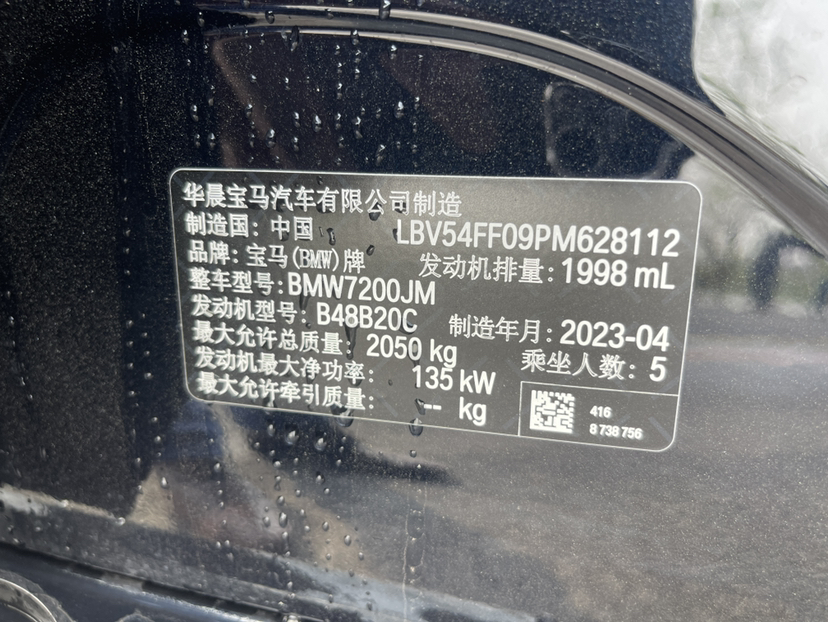 华晨宝马汽车有限公司制造
制造国：中国 LBV54FF09PM628112
品牌：宝马(BMW)牌 发动机排量：1998 mL
整车型号：BMW7200JM
发动机型号：B48B20C 制造年月：2023-04
最大允许总质量：2050 kg 乘坐人数：5
发动机最大净功率：135 kW
最大允许牵引质量：-- kg
416
8 738 756